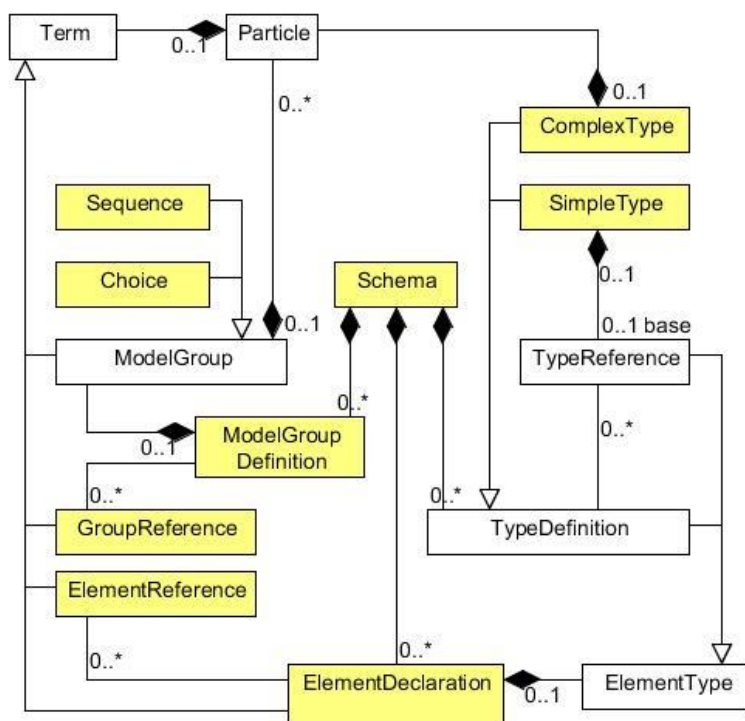 Term
Particle
0..1
0..1
0..*
ComplexType
Sequence
SimpleType
Choice
Schema
0..1
0..1
0..1 base
ModelGroup
TypeReference
0..*
0..*
0..1
ModelGroup
Definition
0..*
0..*
GroupReference
TypeDefinition
ElementReference
0..*
0..*
ElementDeclaration
0..1
ElementType